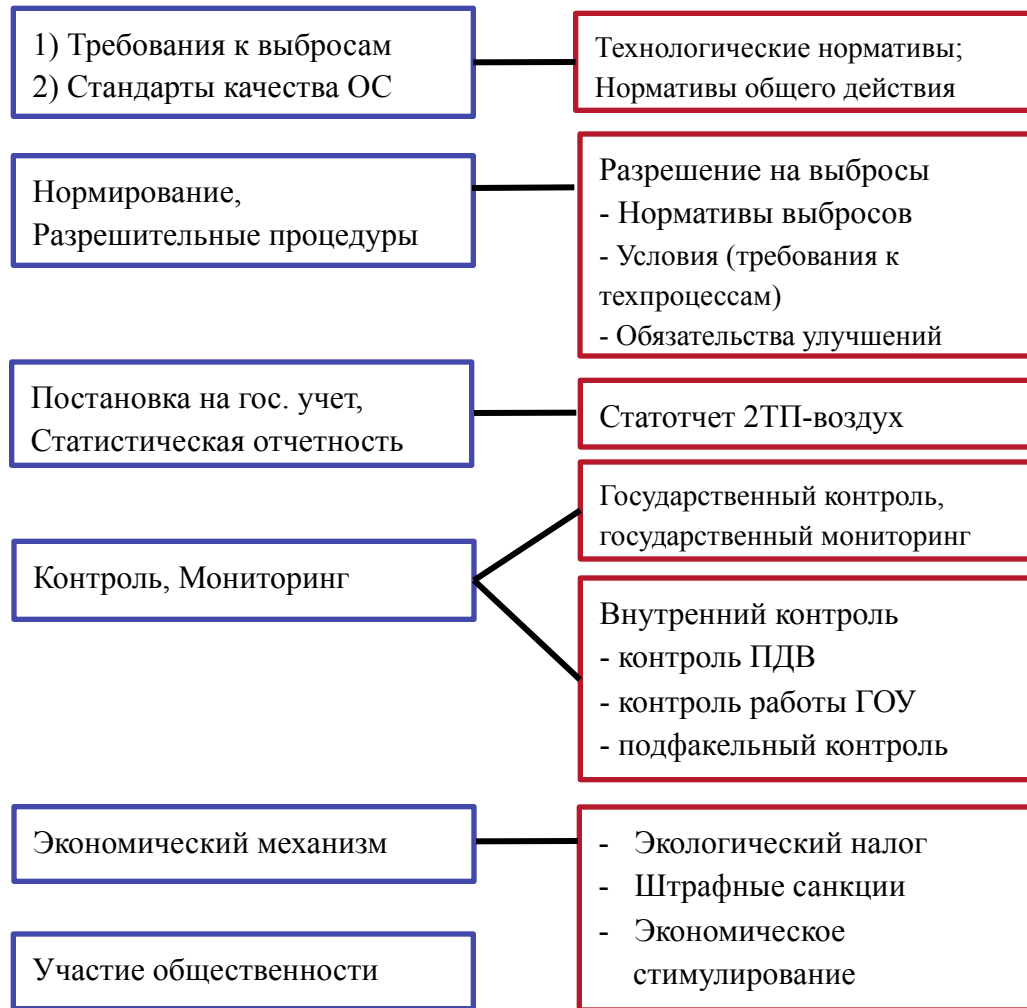 1) Требования к выбросам
2) Стандарты качества ОС
Технологические нормативы;
Нормативы общего действия
Нормирование,
Разрешительные процедуры
Разрешение на выбросы
- Нормативы выбросов
- Условия (требования к
техпроцессам)
- Обязательства улучшений
Постановка на гос. учет,
Статистическая отчетность
Статотчет 2ТП-воздух
Контроль, Мониторинг
Государственный контроль,
государственный мониторинг
Внутренний контроль
- контроль ПДВ
- контроль работы ГОУ
- подфакельный контроль
Экономический механизм
- Экологический налог
- Штрафные санкции
- Экономическое
стимулирование
Участие общественности